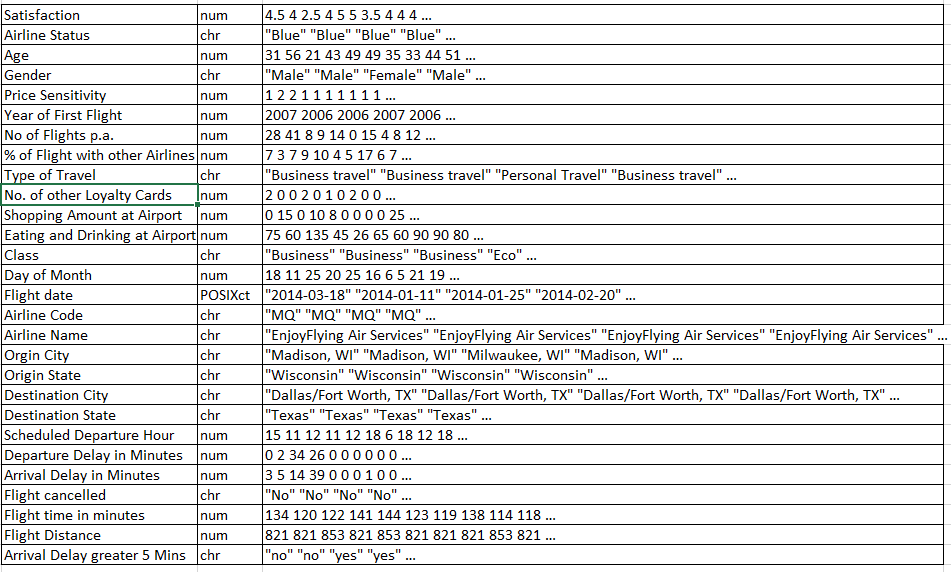 Satisfaction num 4.5 4 2.5 4 5 5 3.5 4 4 4 ...
Airline Status chr "Blue" "Blue" "Blue" "Blue" ...
Age num 31 56 21 43 49 49 35 33 44 51 ...
Gender chr "Male" "Male" "Female" "Male" ...
Price Sensitivity num 1 2 2 1 1 1 1 1 1 1 ...
Year of First Flight num 2007 2006 2006 2007 2006 ...
No of Flights p.a. num 28 41 8 9 14 0 15 4 8 12 ...
% of Flight with other Airlines num 7 3 7 9 10 4 5 17 6 7 ...
Type of Travel chr "Business travel" "Business travel" "Personal Travel" "Business travel" ...
No. of other Loyalty Cards num 2 0 0 2 0 1 0 2 0 0 ...
Shopping Amount at Airport num 0 15 0 10 8 0 0 0 0 25 ...
Eating and Drinking at Airport num 75 60 135 45 26 65 60 90 90 80 ...
Class chr "Business" "Business" "Business" "Eco" ...
Day of Month num 18 11 25 20 25 16 6 5 21 19 ...
Flight date POSIXct "2014-03-18" "2014-01-11" "2014-01-25" "2014-02-20" ...
Airline Code chr "MQ" "MQ" "MQ" "MQ" ...
Airline Name chr "EnjoyFlying Air Services" "EnjoyFlying Air Services" "EnjoyFlying Air Services" "EnjoyFlying Air Services" ...
Orgin City chr "Madison, WI" "Madison, WI" "Milwaukee, WI" "Madison, WI" ...
Origin State chr "Wisconsin" "Wisconsin" "Wisconsin" "Wisconsin" ...
Destination City chr "Dallas/Fort Worth, TX" "Dallas/Fort Worth, TX" "Dallas/Fort Worth, TX" "Dallas/Fort Worth, TX" ...
Destination State chr "Texas" "Texas" "Texas" "Texas" ...
Scheduled Departure Hour num 15 11 12 11 12 18 6 18 12 18 ...
Departure Delay in Minutes num 0 2 34 26 0 0 0 0 0 0 ...
Arrival Delay in Minutes num 3 5 14 39 0 0 0 1 0 0 ...
Flight cancelled chr "No" "No" "No" "No" ...
Flight time in minutes num 134 120 122 141 144 123 119 138 114 118 ...
Flight Distance num 821 821 853 821 853 821 821 821 853 821 ...
Arrival Delay greater 5 Mins chr "no" "no" "yes" "yes" ...